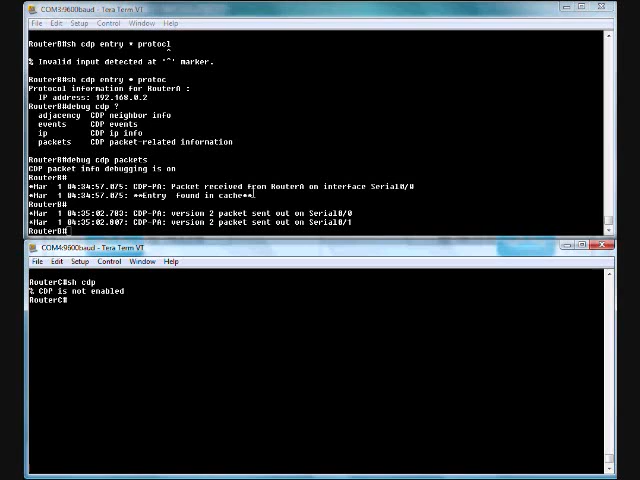 COM3:9600baud - Tera Term VT
File Edit Setup Control Window Help
RouterB#sh cdp entry * protocl
^
% Invalid input detected at '^' marker.
RouterB#sh cdp entry * protoc
Protocol information for RouterA :
IP address: 192.168.0.2
RouterB#debug cdp ?
adjacency CDP neighbor info
events CDP events
ip CDP ip info
packets CDP packet-related information
RouterB#debug cdp packets
CDP packet info debugging is on
RouterB#
*Mar 1 04:34:57.075: CDP-PA: Packet received from RouterA on interface Serial0/0
*Mar 1 04:34:57.075: **Entry found in cache**
RouterB#
*Mar 1 04:35:02.783: CDP-PA: version 2 packet sent out on Serial0/0
*Mar 1 04:35:02.807: CDP-PA: version 2 packet sent out on Serial0/1
RouterB#
COM4:9600baud - Tera Term VT
File Edit Setup Control Window Help
RouterC#sh cdp
% CDP is not enabled
RouterC#